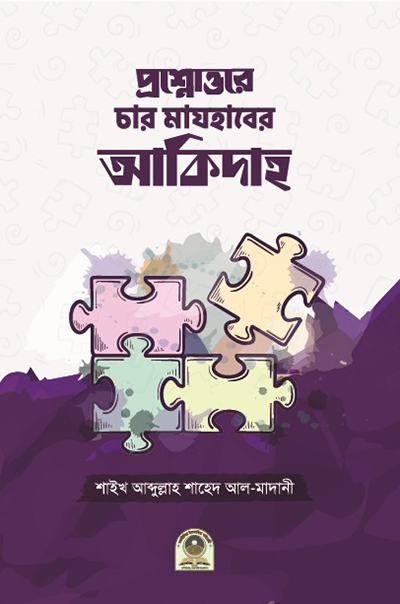 প্রশ্নোত্তরে
চার মাযহাবের
আকিদাহ
শাইখ আব্দুল্লাহ শাহেদ আল-মাদানী